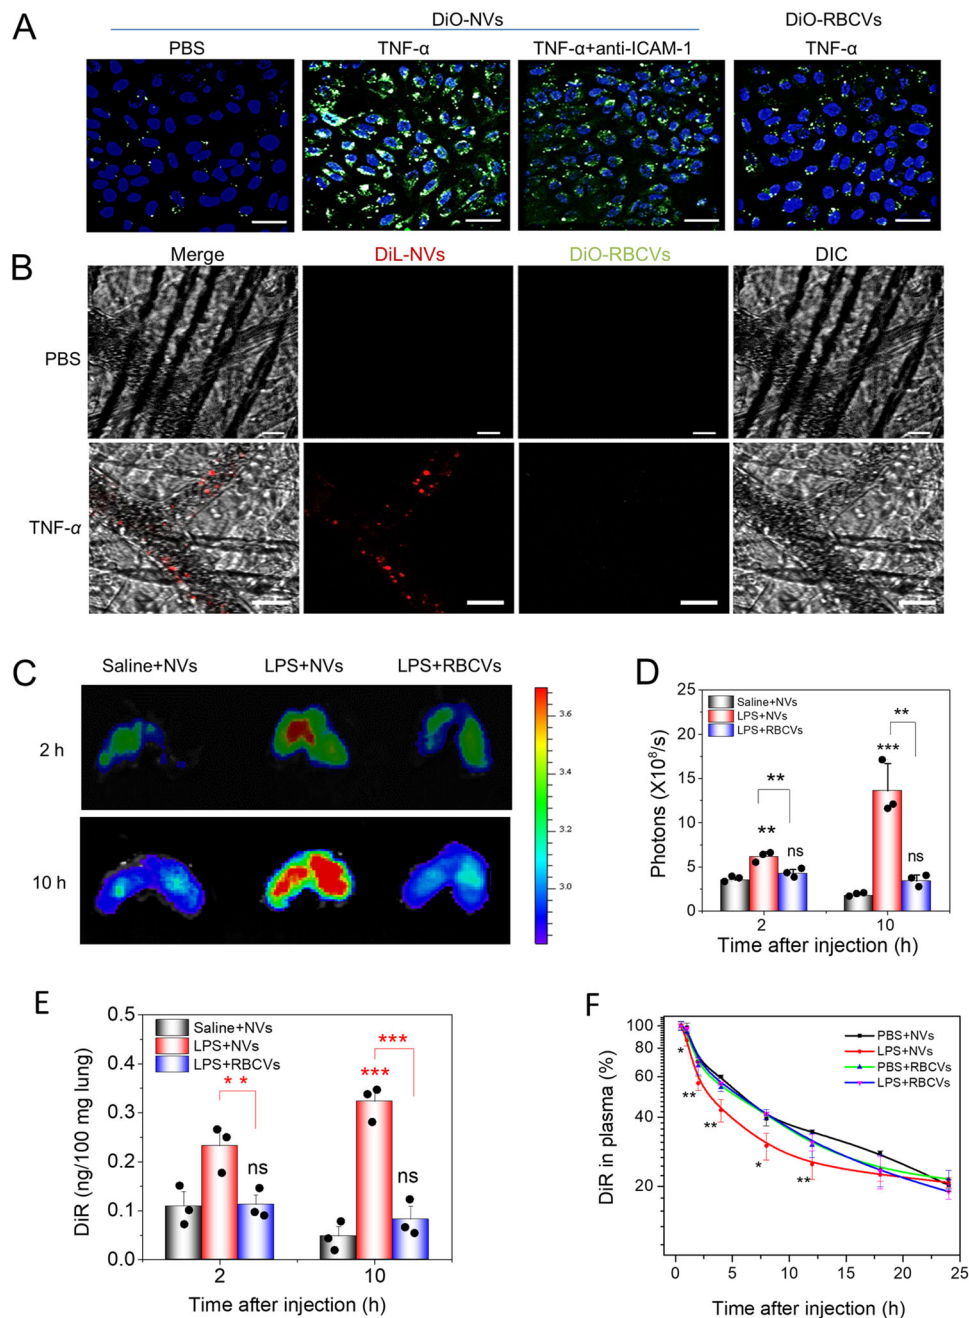 A
DiO-NVs
DiO-RBCVs
PBS
TNF-α
TNF-α+anti-ICAM-1
TNF-α
B
Merge
DiL-NVs
DiO-RBCVs
DIC
PBS
TNF-α
C
Saline+NVs
LPS+NVs
LPS+RBCVs
2 h
10 h
3.6
3.4
3.2
3.0
D
Photons (X10⁸/s)
25
20
15
10
5
0
Saline+NVs
LPS+NVs
LPS+RBCVs
**
**
ns
**
***
ns
2
10
Time after injection (h)
E
DiR (ng/100 mg lung)
0.5
0.4
0.3
0.2
0.1
0.0
Saline+NVs
LPS+NVs
LPS+RBCVs
**
ns
***
***
ns
2
10
Time after injection (h)
F
DiR in plasma (%)
100
60
40
20
PBS+NVs
LPS+NVs
PBS+RBCVs
LPS+RBCVs
*
**
**
*
**
0
5
10
15
20
25
Time after injection (h)